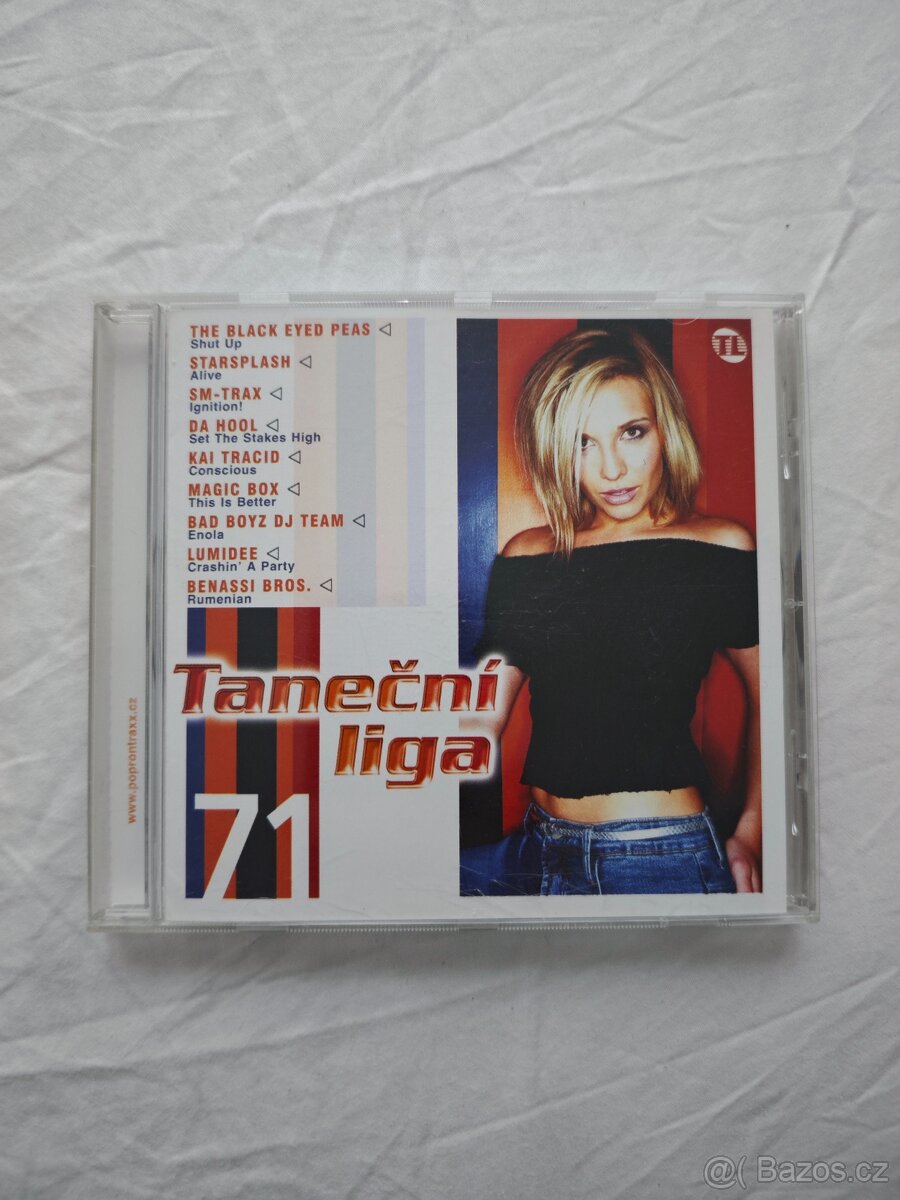 THE BLACK EYED PEAS
Shut Up
STARSPLASH
Alive
SM-TRAX
Ignition!
DA HOOL
Set The Stakes High
KAI TRACID
Conscious
MAGIC BOX
This Is Better
BAD BOYZ DJ TEAM
Enola
LUMIDEE
Crashin' A Party
BENASSI BROS.
Rumenian
TL
Taneční
liga
71
www.poprontraxx.cz
@( Bazos.cz